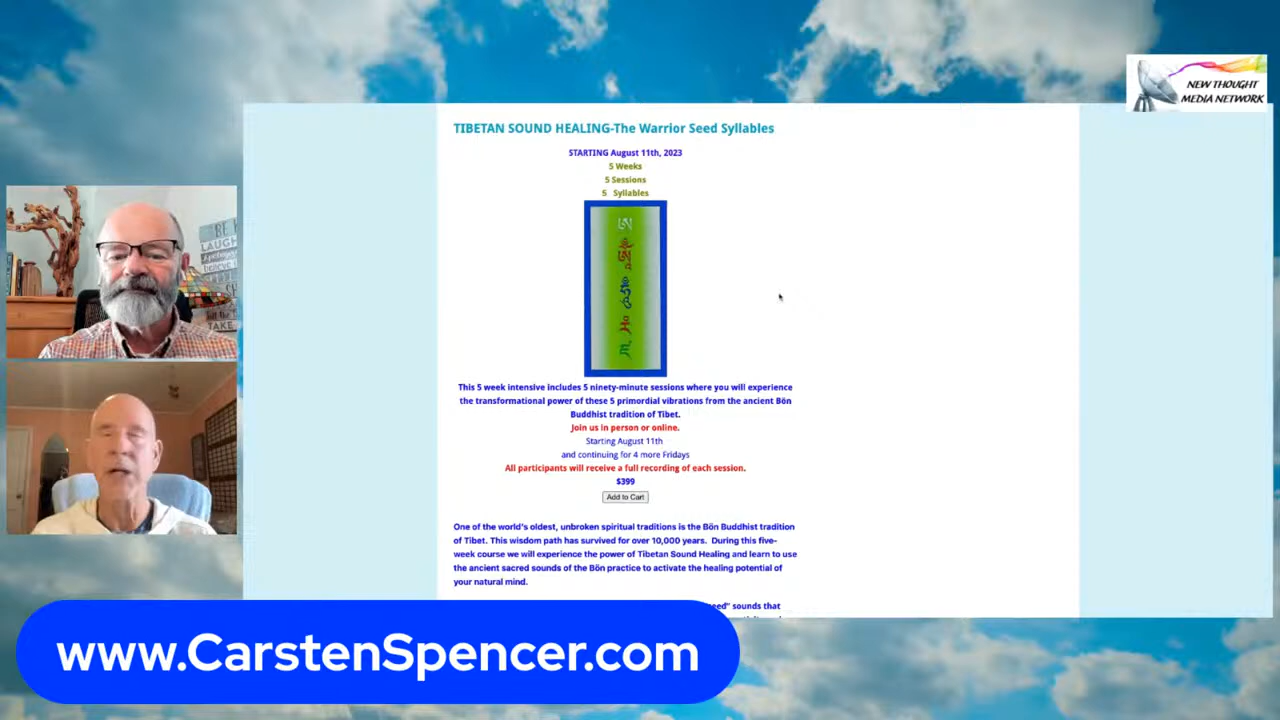 NEW THOUGHT
MEDIA NETWORK
TIBETAN SOUND HEALING-The Warrior Seed Syllables
STARTING August 11th, 2023
5 Weeks
5 Sessions
5 Syllables
ཨ
ཨོཾ
ཧཱུྃ
རཾ
This 5 week intensive includes 5 ninety-minute sessions where you will experience
the transformational power of these 5 primordial vibrations from the ancient Bön
Buddhist tradition of Tibet.
Join us in person or online.
Starting August 11th
and continuing for 4 more Fridays
All participants will receive a full recording of each session.
$399
Add to Cart
One of the world's oldest, unbroken spiritual traditions is the Bön Buddhist tradition
of Tibet. This wisdom path has survived for over 10,000 years. During this five-
week course we will experience the power of Tibetan Sound Healing and learn to use
the ancient sacred sounds of the Bön practice to activate the healing potential of
your natural mind.
sounds that
BE
LAUGH
TAKE
www.CarstenSpencer.com